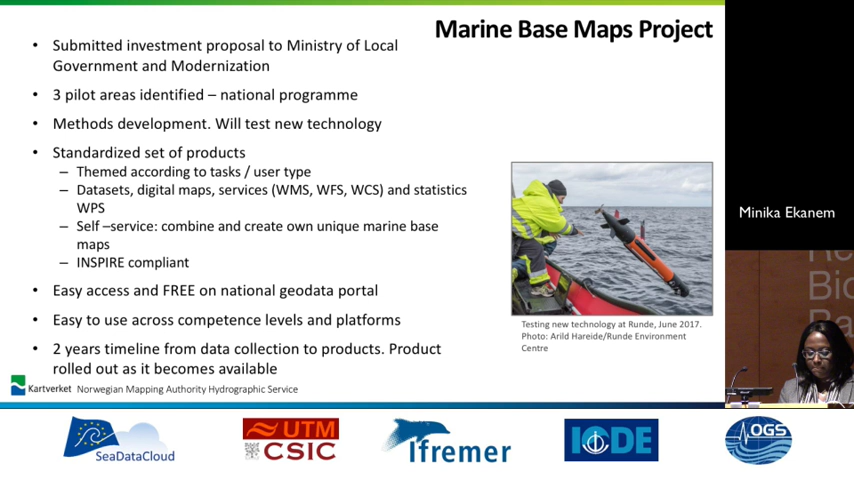 Marine Base Maps Project
• Submitted investment proposal to Ministry of Local
Government and Modernization
• 3 pilot areas identified – national programme
• Methods development. Will test new technology
• Standardized set of products
– Themed according to tasks / user type
– Datasets, digital maps, services (WMS, WFS, WCS) and statistics
WPS
– Self –service: combine and create own unique marine base
maps
– INSPIRE compliant
• Easy access and FREE on national geodata portal
• Easy to use across competence levels and platforms
• 2 years timeline from data collection to products. Product
rolled out as it becomes available
Testing new technology at Runde, June 2017.
Photo: Arild Hareide/Runde Environment
Centre
Kartverket Norwegian Mapping Authority Hydrographic Service
Minika Ekanem
SeaDataCloud
UTM
CSIC
Ifremer
IODE
OGS